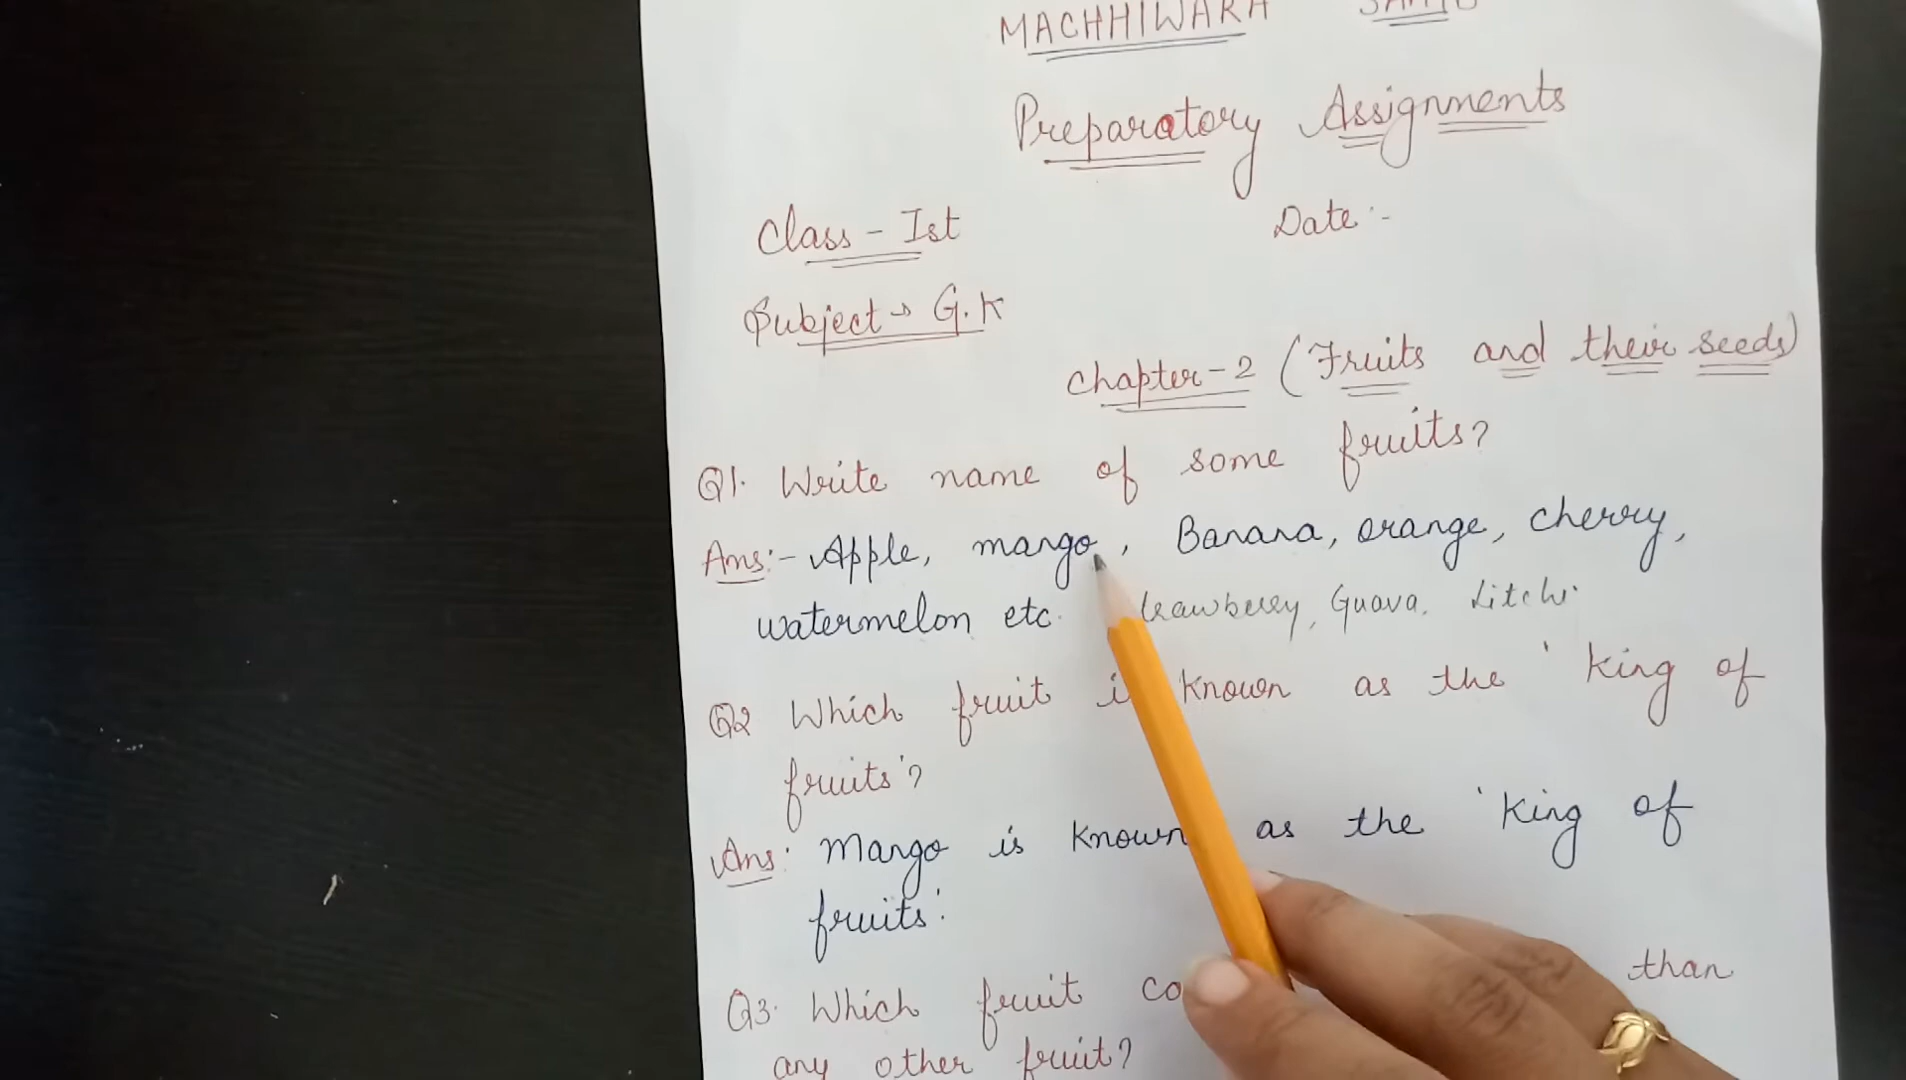 MACHHIWARA
Preparatory Assignments
Class - Ist Date :-
Subject → G.K
Chapter-2 (Fruits and their seeds)
Q1. Write name of some fruits?
Ans:- Apple, mango, Banana, orange, cherry,
watermelon etc. Guava, Litchi
Q2 Which fruit is known as the 'King of
fruits'?
Ans: Mango is known as the 'King of
fruits'.
Q3. Which fruit than
any other fruit?